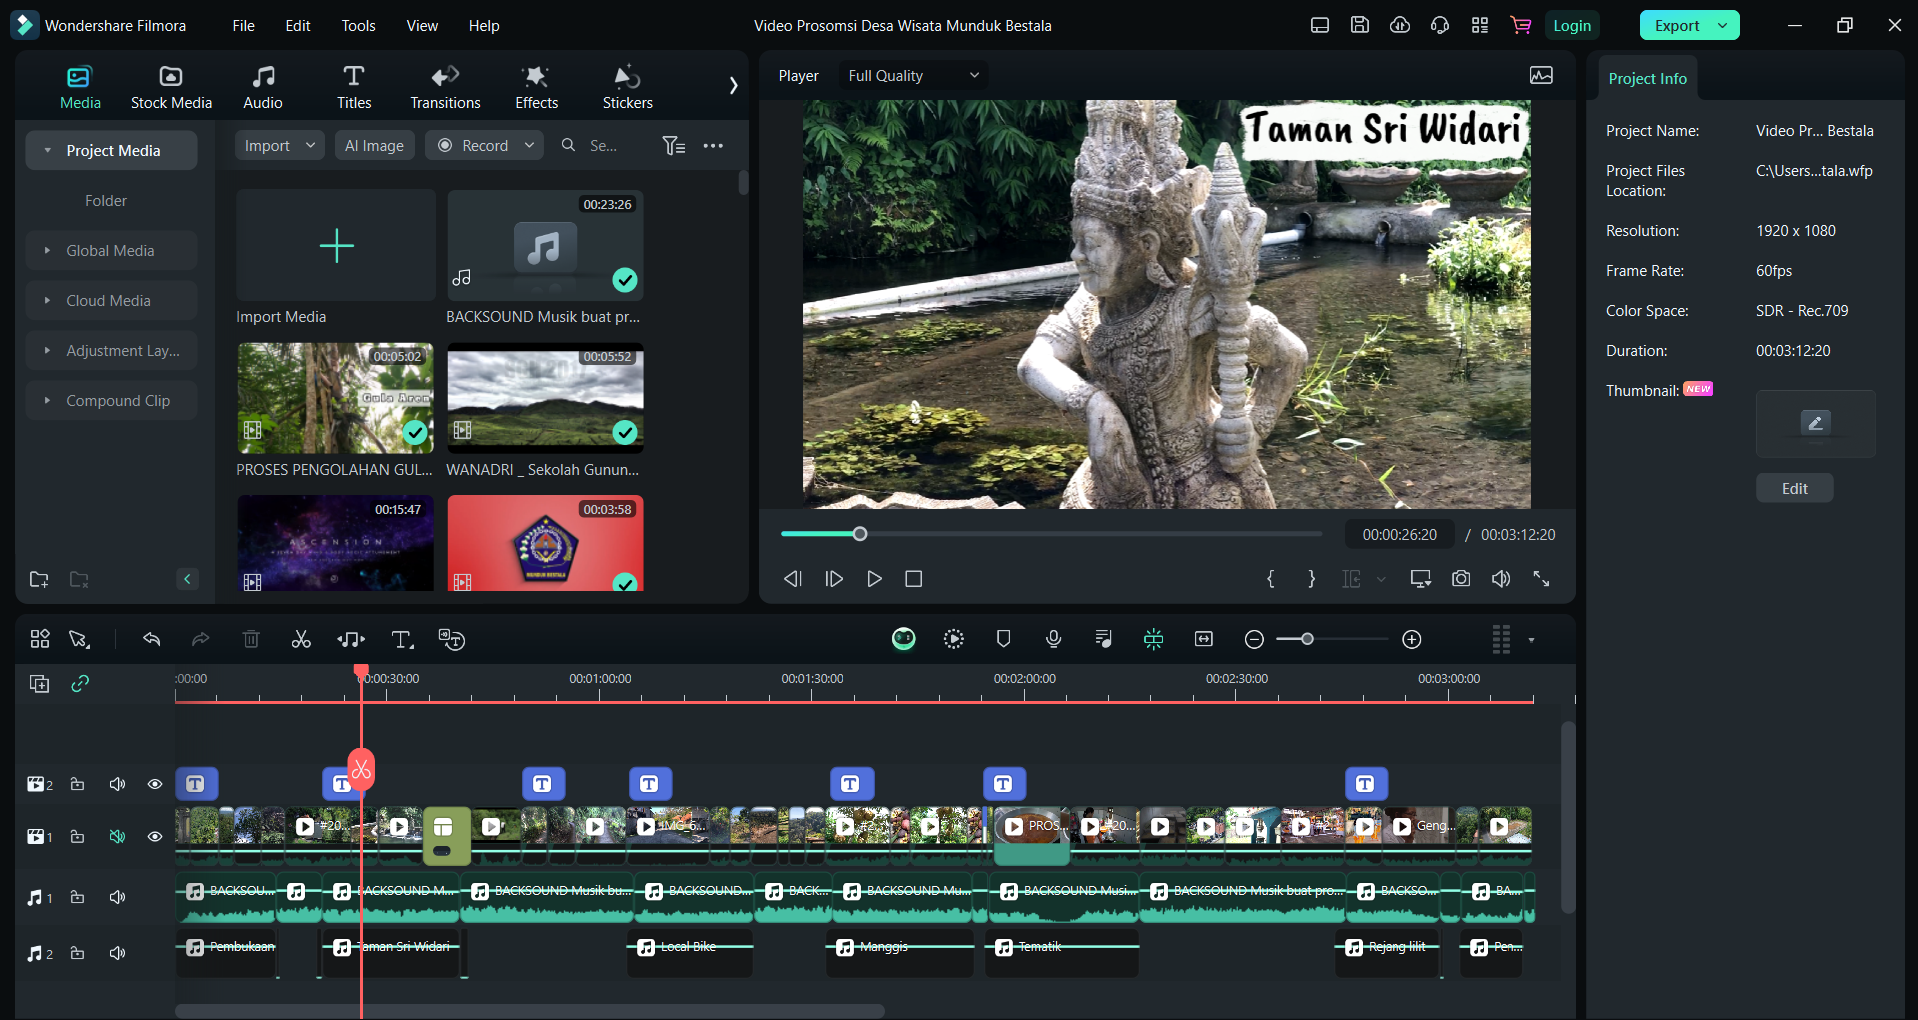 Wondershare Filmora
File Edit Tools View Help
Video Prosomsi Desa Wisata Munduk Bestala
Login
Export
Media
Stock Media
Audio
Titles
Transitions
Effects
Stickers
Project Media
Folder
Global Media
Cloud Media
Adjustment Lay...
Compound Clip
Import
AI Image
Record
Se...
Import Media
00:23:26
BACKSOUND Musik buat pr...
00:05:02
Gula Aren
PROSES PENGOLAHAN GUL...
00:05:52
WANADRI _ Sekolah Gunun...
00:15:47
ASCENSION
00:03:58
MUNDUK BESTALA
Player
Full Quality
Taman Sri Widari
00:00:26:20 / 00:03:12:20
Project Info
Project Name: Video Pr... Bestala
Project Files Location: C:\Users...tala.wfp
Resolution: 1920 x 1080
Frame Rate: 60fps
Color Space: SDR - Rec.709
Duration: 00:03:12:20
Thumbnail: NEW
Edit
:00:00 00:00:30:00 00:01:00:00 00:01:30:00 00:02:00:00 00:02:30:00 00:03:00:00
2
T T T T T T T
1
#20... IMG_6... #2... PROS... #20... #2... Geng...
1
BACKSOU... BACKSOUND M... BACKSOUND Musik bu... BACKSOUND... BACK... BACKSOUND Mu... BACKSOUND Musi... BACKSOUND Musik buat pro... BACKSO... BA...
2
Pembukaan Taman Sri Widari Local Bike Manggis Tematik Rejang lilit Pen...